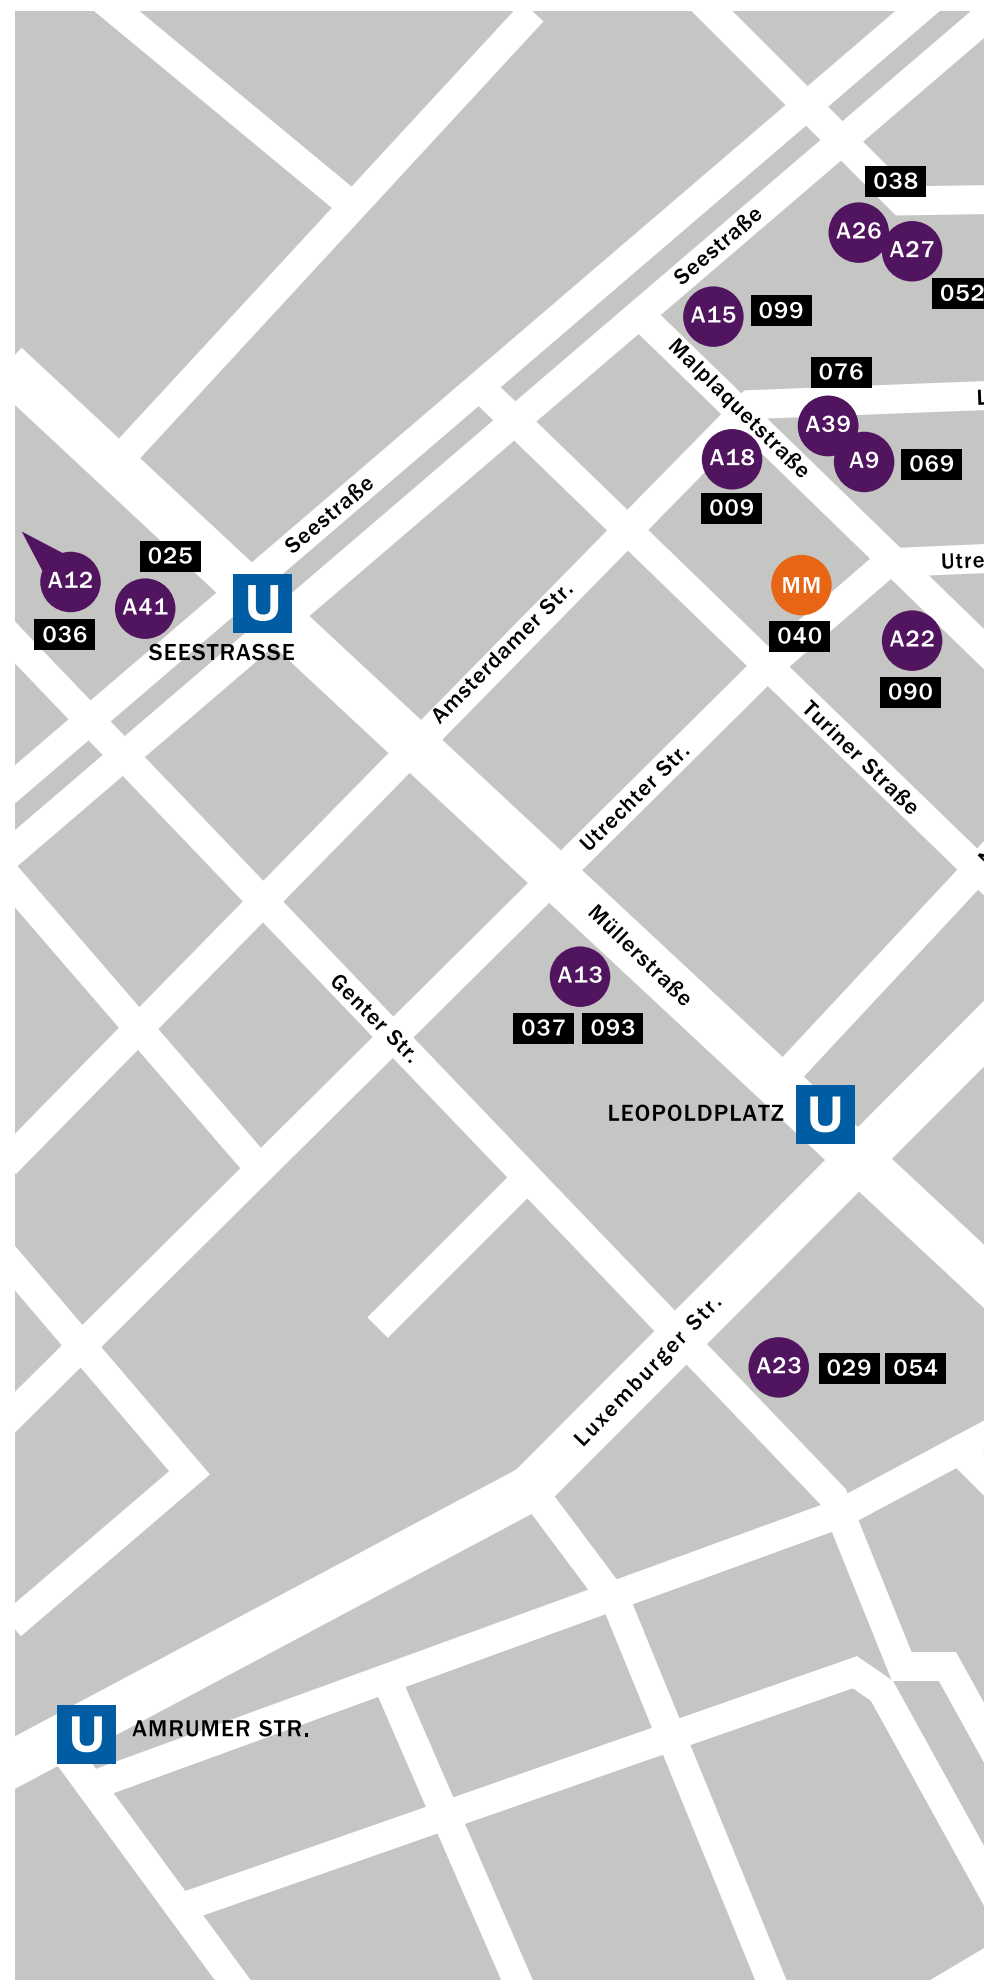 038
A26
A27
052
Seestraße
A15
099
Malplaquetstraße
076
A39
A9
069
A18
009
Seestraße
025
A12
A41
036
U
SEESTRASSE
Utre
MM
040
A22
090
Amsterdamer Str.
Turiner Straße
Utrechter Str.
Müllerstraße
A13
037
093
Genter Str.
LEOPOLDPLATZ
U
Luxemburger Str.
A23
029
054
U
AMRUMER STR.